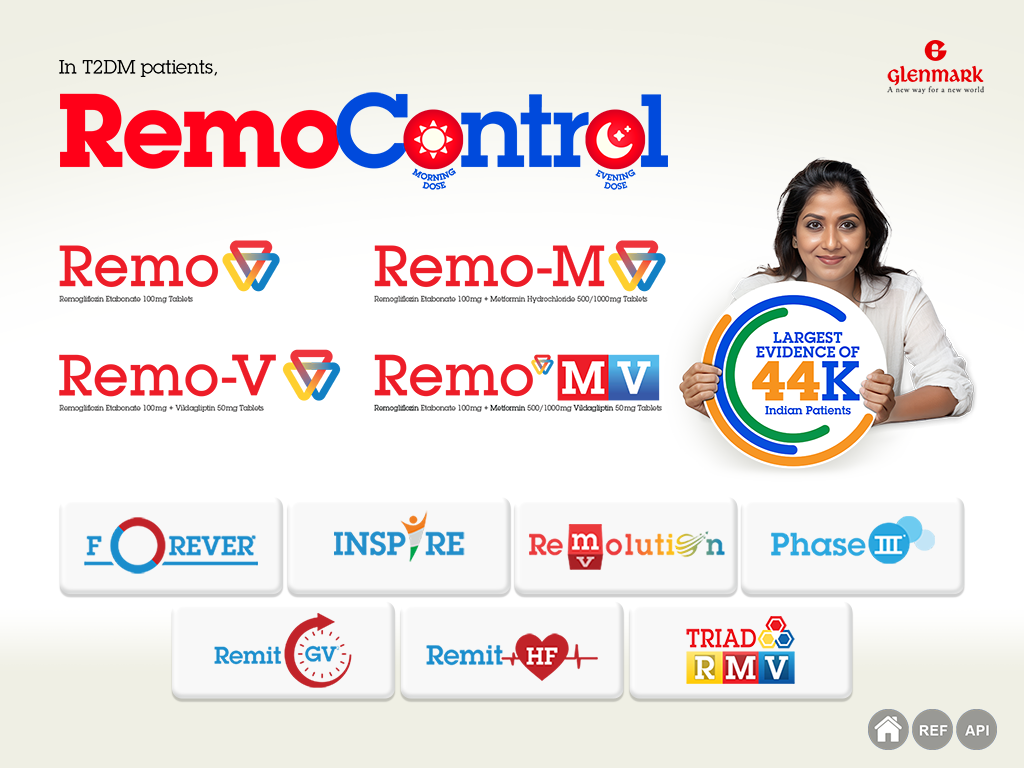 In T2DM patients,
glenmark
A new way for a new world
RemoControl
MORNING DOSE
EVENING DOSE
Remo
Remogliflozin Etabonate 100mg Tablets
Remo-M
Remogliflozin Etabonate 100mg + Metformin Hydrochloride 500/1000mg Tablets
Remo-V
Remogliflozin Etabonate 100mg + Vildagliptin 50mg Tablets
Remo MV
Remogliflozin Etabonate 100mg + Metformin 500/1000mg Vildagliptin 50mg Tablets
LARGEST
EVIDENCE OF
44K
Indian Patients
FOREVER
INSPIRE
Remvolution
Phase III
Remit GV
Remit HF
TRIAD
RMV
REF
API